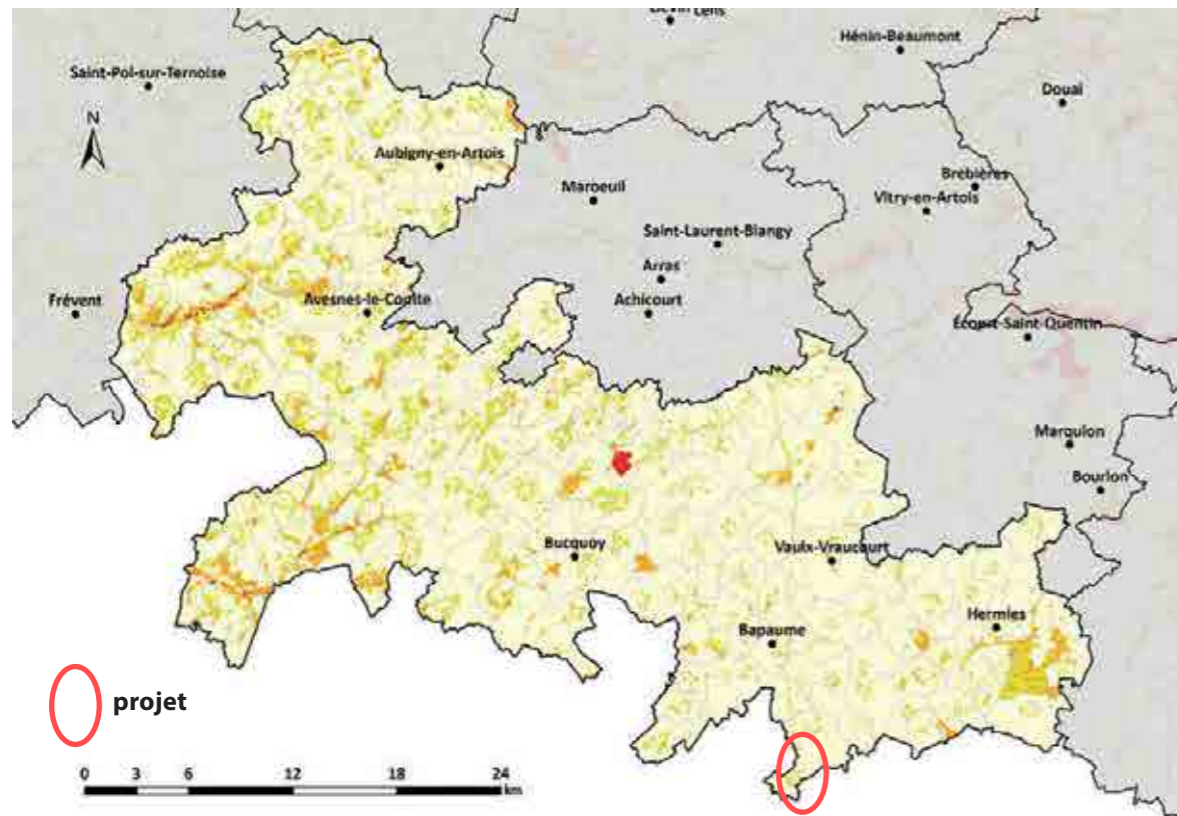 Lens
Hénin-Beaumont
Saint-Pol-sur-Ternoise
Douai
N
Aubigny-en-Artois
Maroeuil
Brebières
Vitry-en-Artois
Saint-Laurent-Blangy
Arras
Frévent
Avesnes-le-Comte
Achicourt
Ecourt-Saint-Quentin
Marquion
Bourlon
Bucquoy
Vaulx-Vraucourt
Hermies
Bapaume
projet
0 3 6 12 18 24
km